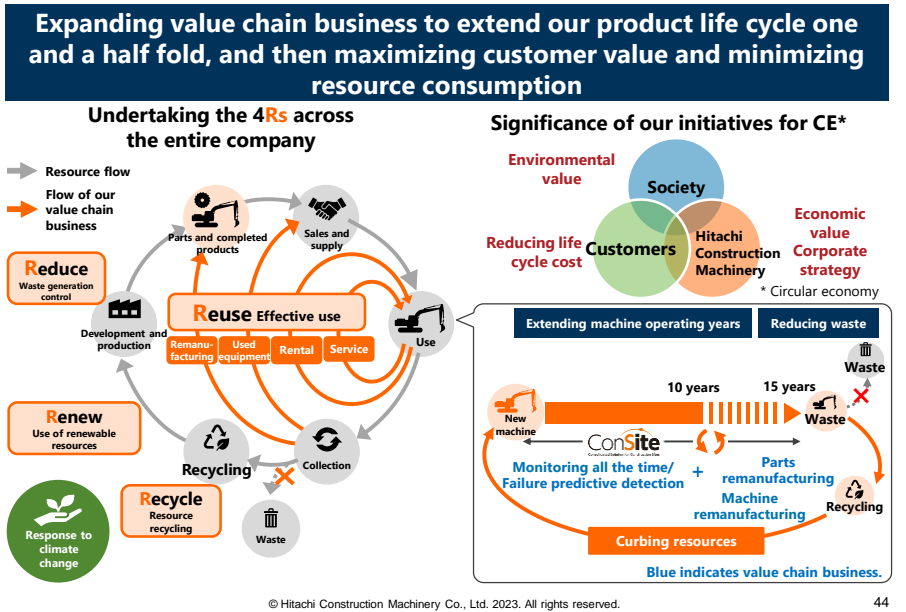 Expanding value chain business to extend our product life cycle one
and a half fold, and then maximizing customer value and minimizing
resource consumption
Undertaking the 4Rs across
the entire company
Resource flow
Flow of our
value chain
business
Parts and completed
products
Sales and
supply
Reduce
Waste generation
control
Development and
production
Reuse Effective use
Remanu-
facturing
Used
equipment
Rental
Service
Use
Renew
Use of renewable
resources
Recycling
Collection
Recycle
Resource
recycling
Waste
Response to
climate
change
Significance of our initiatives for CE*
Environmental
value
Society
Reducing life
cycle cost
Customers
Hitachi
Construction
Machinery
Economic
value
Corporate
strategy
* Circular economy
Extending machine operating years
Reducing waste
Waste
10 years
15 years
New
machine
Waste
ConSite
Monitoring all the time/
Failure predictive detection
+
Parts
remanufacturing
Machine
remanufacturing
Recycling
Curbing resources
Blue indicates value chain business.
© Hitachi Construction Machinery Co., Ltd. 2023. All rights reserved.
44